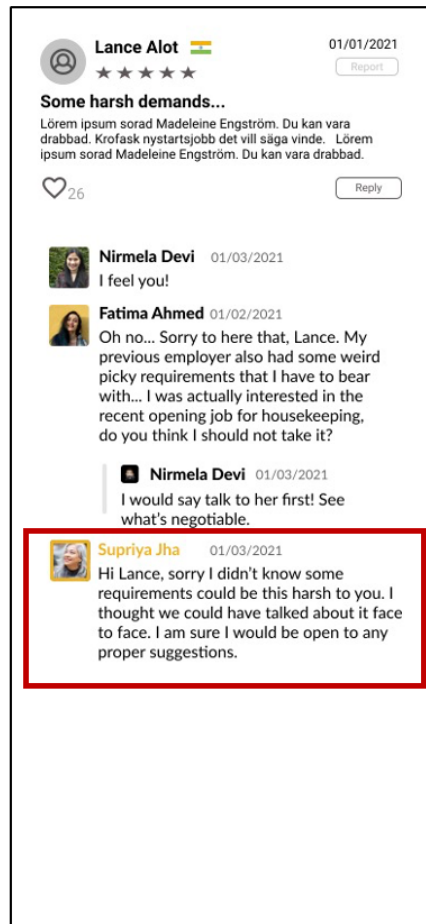 Lance Alot
01/01/2021
Report
Some harsh demands...
Lörem ipsum sorad Madeleine Engström. Du kan vara
drabbad. Krofask nystartsjobb det vill säga vinde. Lörem
ipsum sorad Madeleine Engström. Du kan vara drabbad.
26
Reply
Nirmela Devi 01/03/2021
I feel you!
Fatima Ahmed 01/02/2021
Oh no... Sorry to here that, Lance. My
previous employer also had some weird
picky requirements that I have to bear
with... I was actually interested in the
recent opening job for housekeeping,
do you think I should not take it?
Nirmela Devi 01/03/2021
I would say talk to her first! See
what's negotiable.
Supriya Jha 01/03/2021
Hi Lance, sorry I didn't know some
requirements could be this harsh to you. I
thought we could have talked about it face
to face. I am sure I would be open to any
proper suggestions.